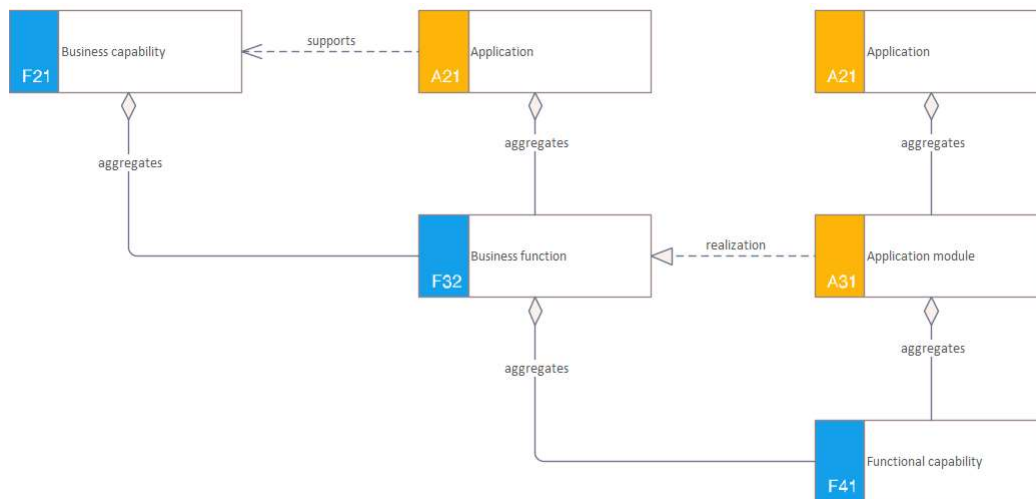 Business capability
F21
supports
Application
A21
Application
A21
aggregates
aggregates
aggregates
Business function
F32
realization
Application module
A31
aggregates
aggregates
Functional capability
F41